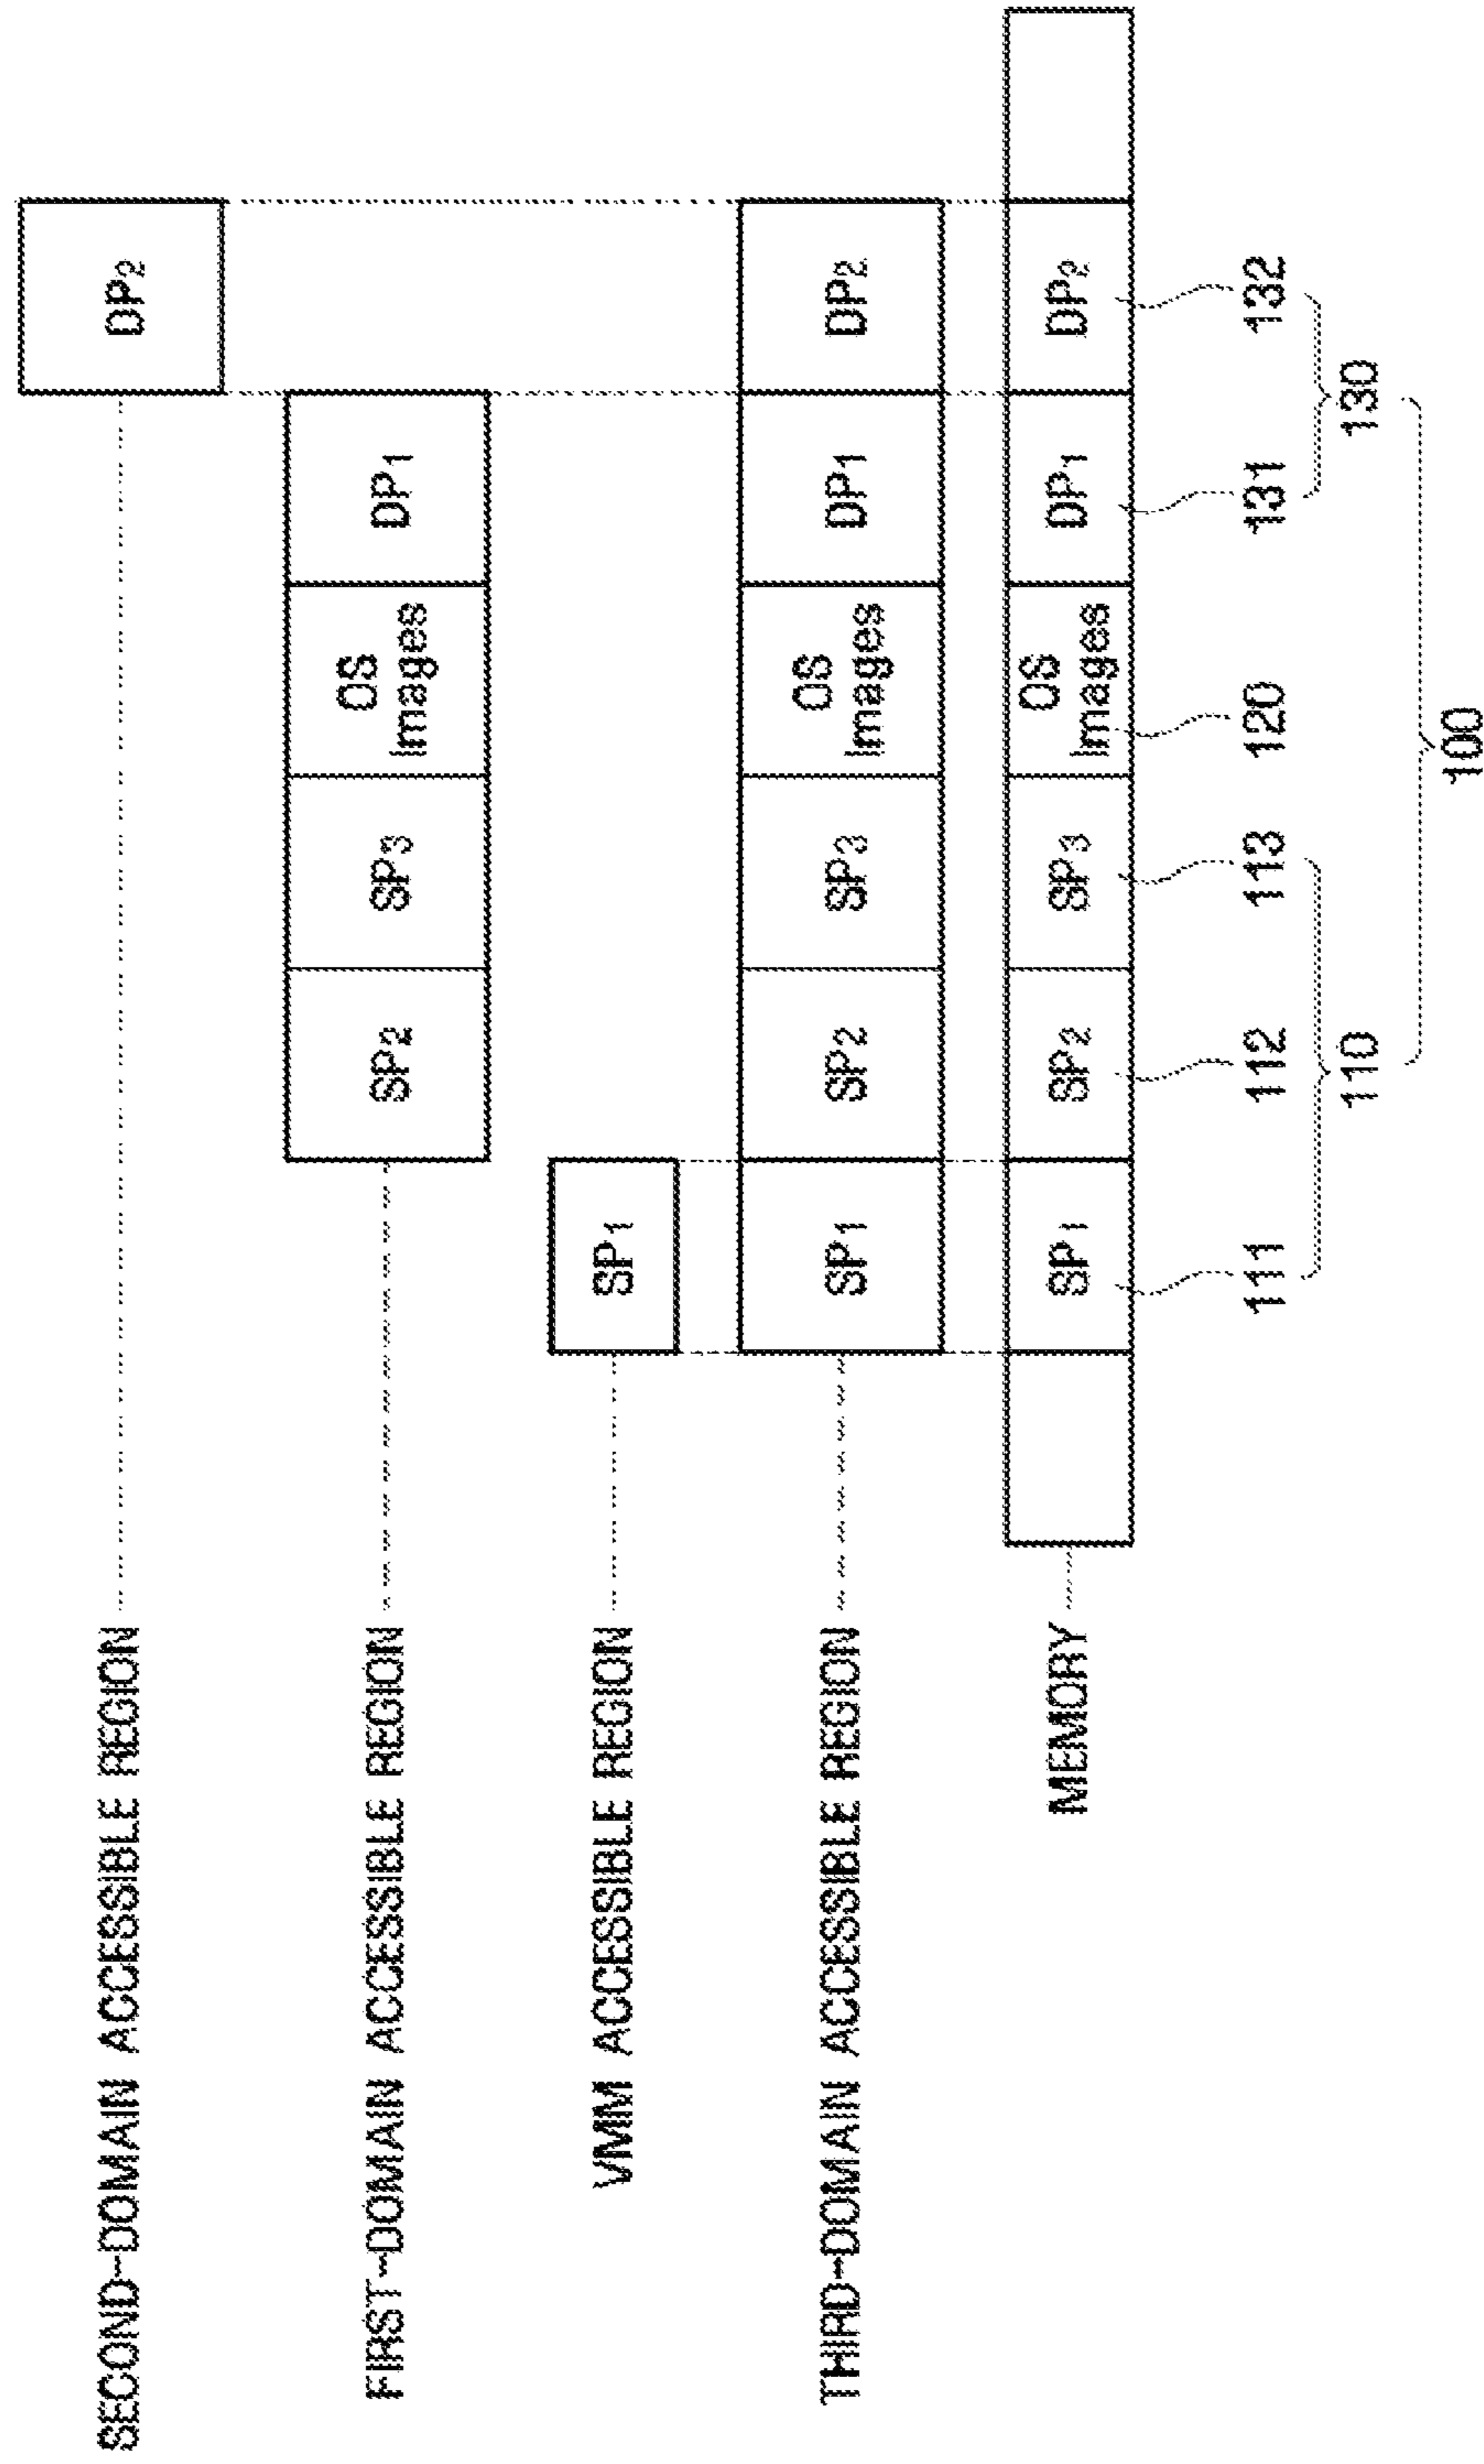 SECOND-DOMAIN ACCESSIBLE REGION
DP2
FIRST-DOMAIN ACCESSIBLE REGION
SP2
SP3
OS
Images
DP1
VMM ACCESSIBLE REGION
SP1
THIRD-DOMAIN ACCESSIBLE REGION
SP1
SP2
SP3
OS
Images
DP1
DP2
MEMORY
SP1
SP2
SP3
OS
Images
DP1
DP2
111
112
113
120
131
132
110
130
100